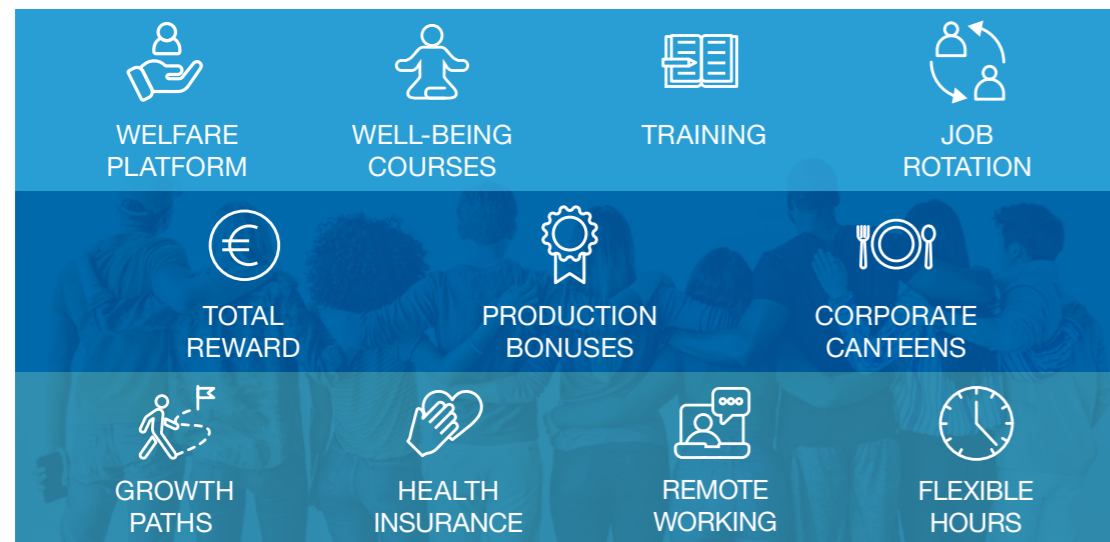 WELFARE
PLATFORM
WELL-BEING
COURSES
TRAINING
JOB
ROTATION
€
TOTAL
REWARD
PRODUCTION
BONUSES
CORPORATE
CANTEENS
GROWTH
PATHS
HEALTH
INSURANCE
REMOTE
WORKING
FLEXIBLE
HOURS